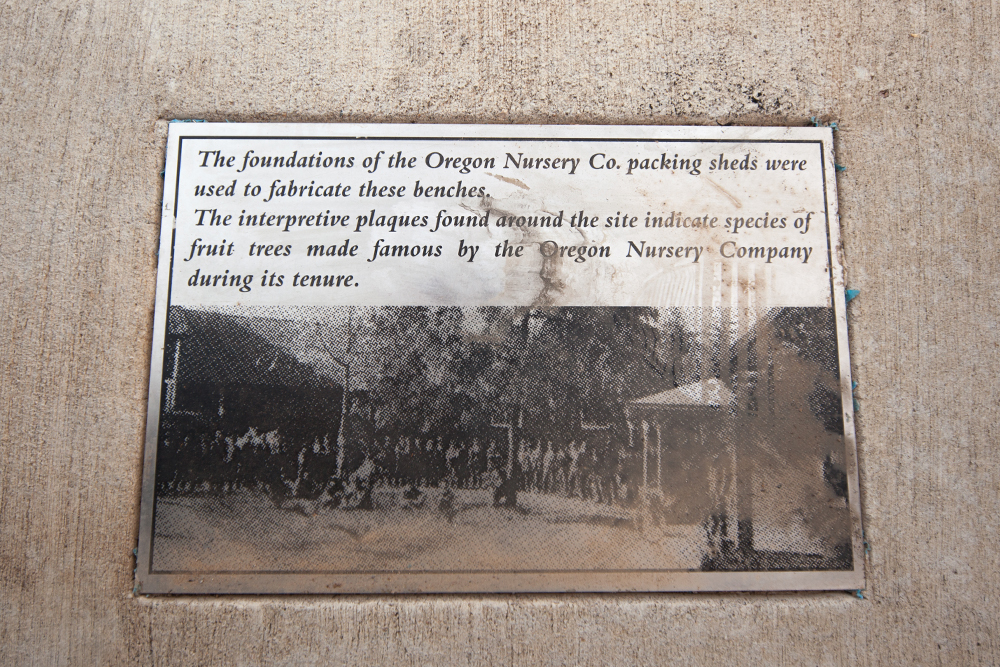 The foundations of the Oregon Nursery Co. packing sheds were
used to fabricate these benches.
The interpretive plaques found around the site indicate species of
fruit trees made famous by the Oregon Nursery Company
during its tenure.